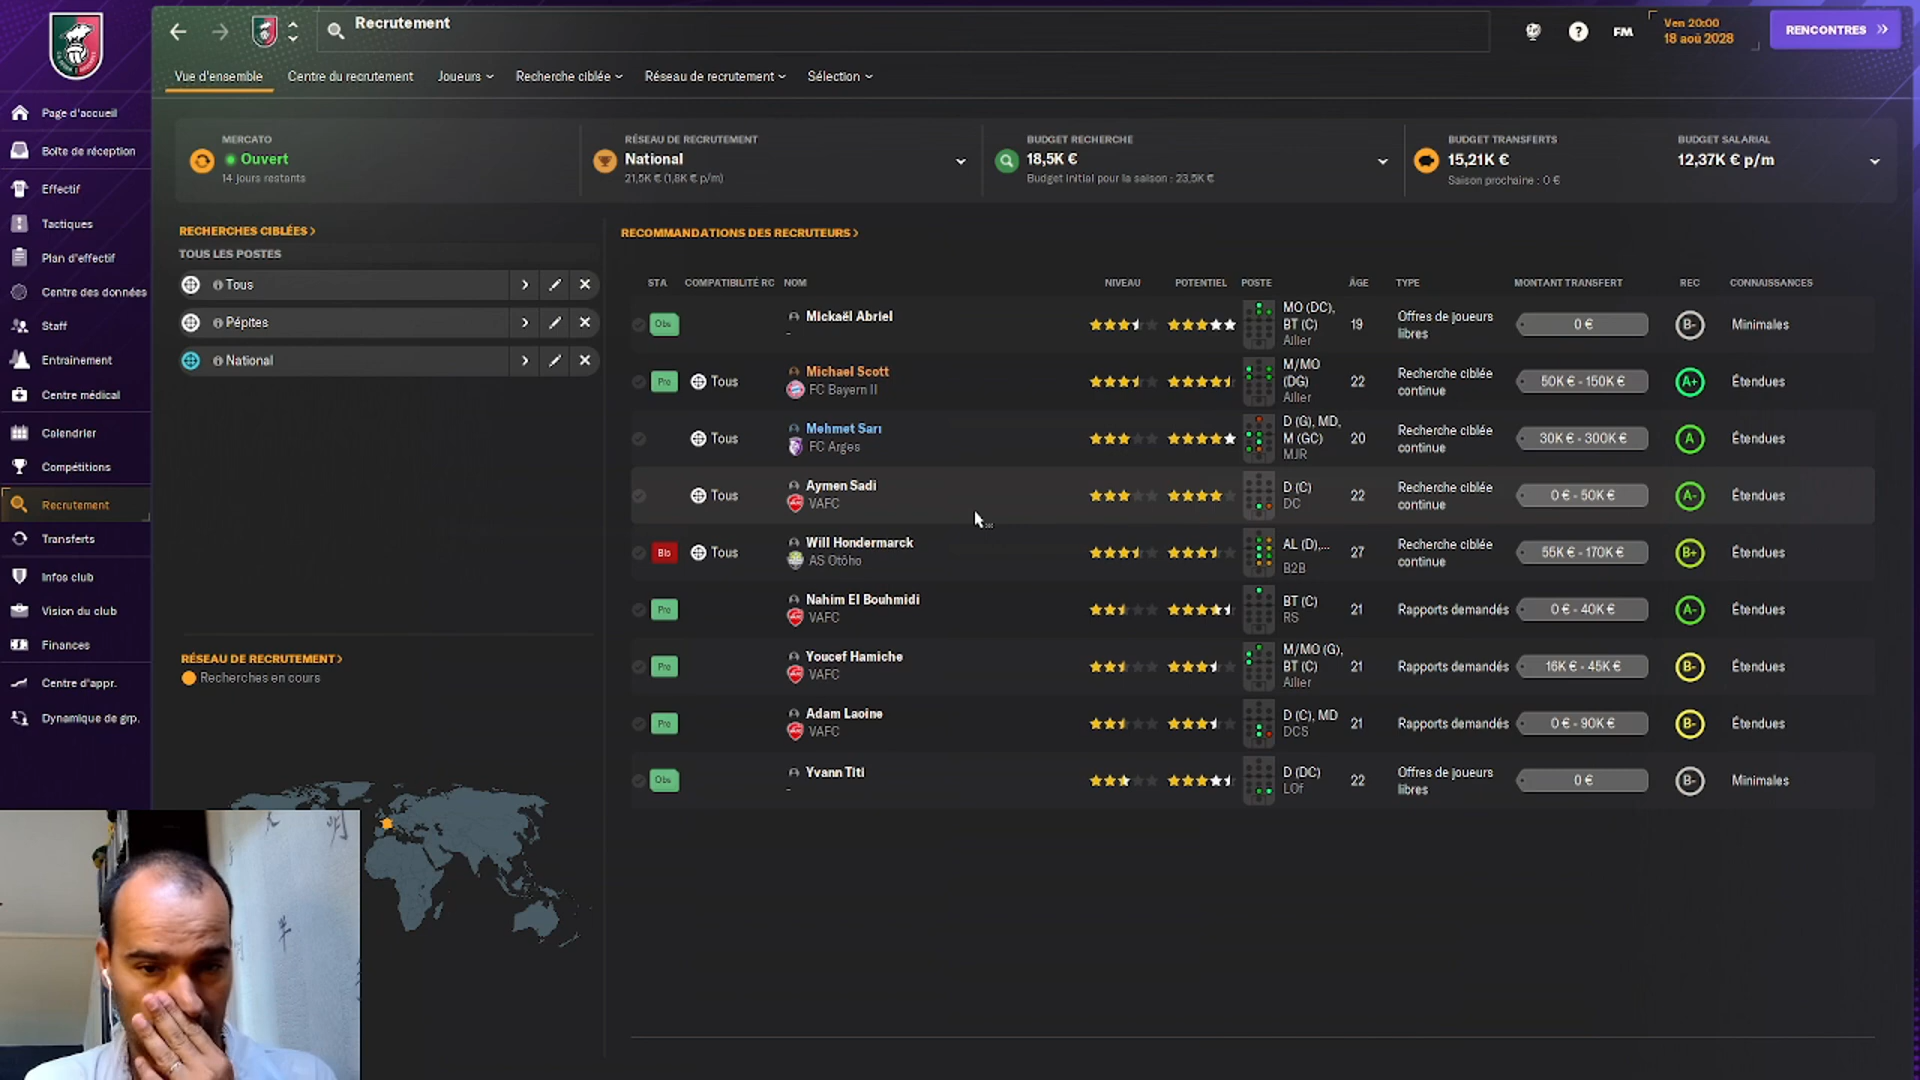 Recrutement
Ven 20:00
18 aoû 2028
RENCONTRES
FM
Vue d'ensemble
Centre du recrutement
Joueurs
Recherche ciblée
Réseau de recrutement
Sélection
Page d'accueil
Boîte de réception
Effectif
Tactiques
Plan d'effectif
Centre des données
Staff
Entrainement
Centre médical
Calendrier
Compétitions
Recrutement
Transferts
Infos club
Vision du club
Finances
Centre d'appr.
Dynamique de grp.
MERCATO
Ouvert
14 jours restants
RÉSEAU DE RECRUTEMENT
National
21,5K € (1,8K € p/m)
BUDGET RECHERCHE
18,5K €
Budget initial pour la saison : 23,5K €
BUDGET TRANSFERTS
15,21K €
Saison prochaine : 0 €
BUDGET SALARIAL
12,37K € p/m
RECHERCHES CIBLÉES >
TOUS LES POSTES
Tous
Pépites
National
RÉSEAU DE RECRUTEMENT >
Recherches en cours
RECOMMANDATIONS DES RECRUTEURS >
STA COMPATIBILITÉ RC NOM NIVEAU POTENTIEL POSTE ÂGE TYPE MONTANT TRANSFERT REC CONNAISSANCES
Obs Mickaël Abriel - MO (DC), BT (C) Allier 19 Offres de joueurs libres 0 € B- Minimales
Pro Tous Michael Scott FC Bayern II M/MO (DG) Allier 22 Recherche ciblée continue 50K € - 150K € A+ Étendues
Tous Mehmet Sarı FC Arges D (G), MD, M (GC) MJR 20 Recherche ciblée continue 30K € - 300K € A Étendues
Tous Aymen Sadi VAFC D (C) DC 22 Recherche ciblée continue 0 € - 50K € A- Étendues
Blo Tous Will Hondermarck AS Otôho AL (D),... B2B 27 Recherche ciblée continue 55K € - 170K € B+ Étendues
Pro Nahim El Bouhmidi VAFC BT (C) RS 21 Rapports demandés 0 € - 40K € A- Étendues
Pro Youcef Hamiche VAFC M/MO (G), BT (C) Allier 21 Rapports demandés 16K € - 45K € B- Étendues
Pro Adam Laoine VAFC D (C), MD DCS 21 Rapports demandés 0 € - 90K € B- Étendues
Obs Yvann Titi - D (DC) LOf 22 Offres de joueurs libres 0 € B- Minimales